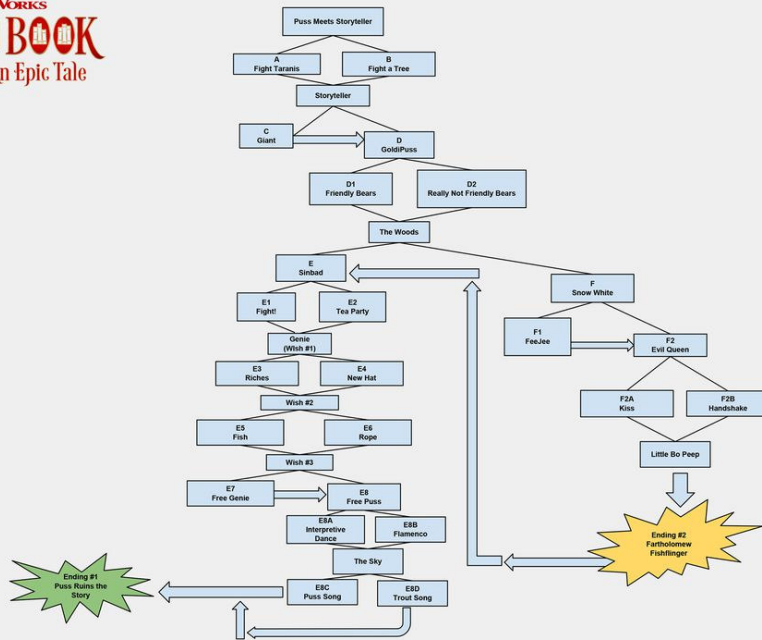 WORKS
BOOK
n Epic Tale
Puss Meets Storyteller
A
Fight Taranis
B
Fight a Tree
Storyteller
C
Giant
D
GoldiPuss
D1
Friendly Bears
D2
Really Not Friendly Bears
The Woods
E
Sinbad
F
Snow White
E1
Fight!
E2
Tea Party
F1
FeeJee
F2
Evil Queen
Genie
(Wish #1)
E3
Riches
E4
New Hat
Wish #2
F2A
Kiss
F2B
Handshake
E5
Fish
E6
Rope
Little Bo Peep
Wish #3
E7
Free Genie
E8
Free Puss
E8A
Interpretive
Dance
E8B
Flamenco
Ending #2
Fartholomew
Fishflinger
The Sky
Ending #1
Puss Ruins the
Story
E8C
Puss Song
E8D
Trout Song